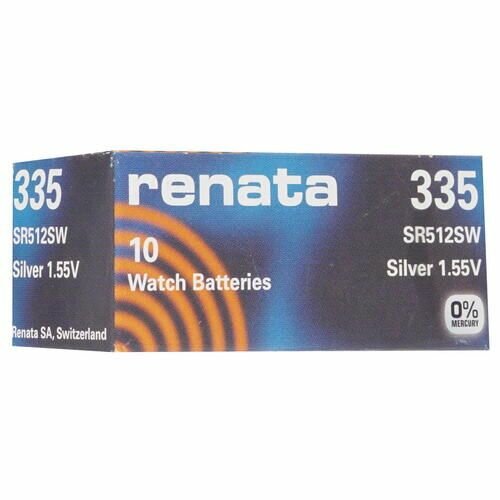 335
SR512SW
Silver 1.55V
Renata SA, Switzerland
renata
335
10
Watch Batteries
SR512SW
Silver 1.55V
0%
MERCURY